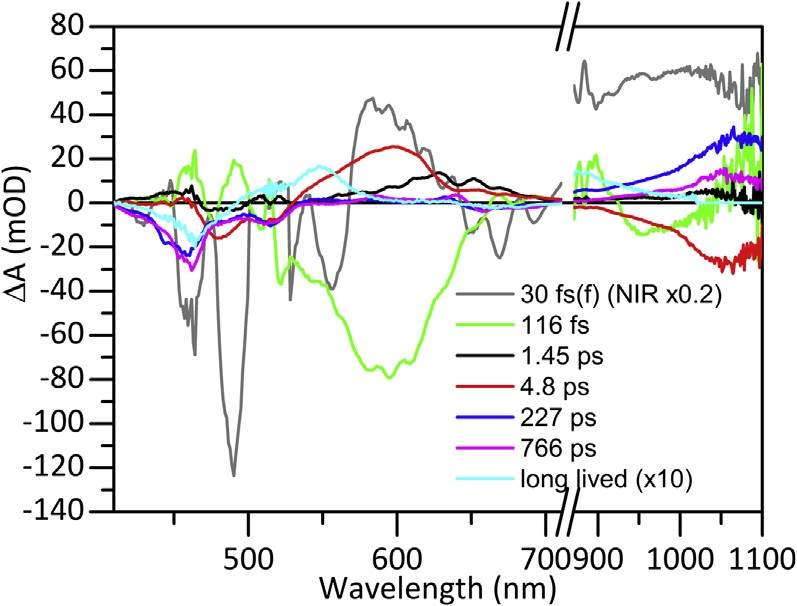 80
60
40
20
0
-20
-40
-60
-80
-100
-120
-140
ΔA (mOD)
30 fs(f) (NIR x0.2)
116 fs
1.45 ps
4.8 ps
227 ps
766 ps
long lived (x10)
500 600 700 900 1000 1100
Wavelength (nm)